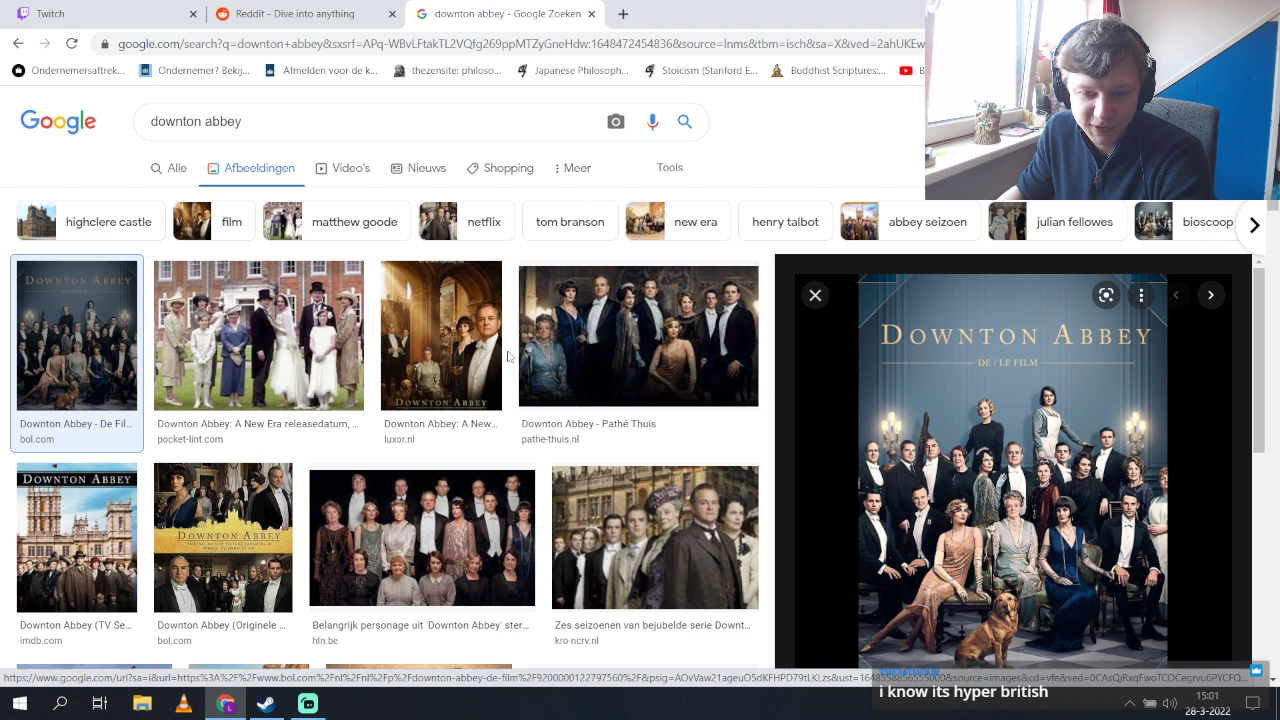 Twitch
Reddit - Dive into anything
downton abbey - Google Zoeken
google.com/search?q=downton+abbey&sxsrf=APq-WBvLFtakTL2VQfg269ppMTZyGneHdw:1648472454836&source=lnms&tbm=isch&sa=X&ved=2ahUKEw
Ondernemersaftrek...
Ondernemer? Bekij...
Afmelden voor de k...
thezensite: philoso...
Japanese Philosoph...
Stoicism (Stanford E...
Buddhist Scriptures:...
B
Google
downton abbey
Alle
Afbeeldingen
Video's
Nieuws
Shopping
Meer
Tools
highclere castle
film
matthew goode
netflix
tom branson
new era
henry talbot
abbey seizoen
julian fellowes
bioscoop
DOWNTON ABBEY
DOWNTON ABBEY
Downton Abbey - De Fil...
bol.com
Downton Abbey: A New Era releasedatum, ...
pocket-lint.com
Downton Abbey: A New...
luxor.nl
Downton Abbey - Pathé Thuis
pathe-thuis.nl
DOWNTON ABBEY
DE / LE FILM
DOWNTON ABBEY
DOWNTON ABBEY
Downton Abbey (TV Se...
imdb.com
Downton Abbey (Originele ...
bol.com
Belangrijk personage uit 'Downton Abbey' ster...
hln.be
Zes seizoenen van bejubelde serie Downt...
kro-ncrv.nl
i know its hyper british
15:01
28-3-2022